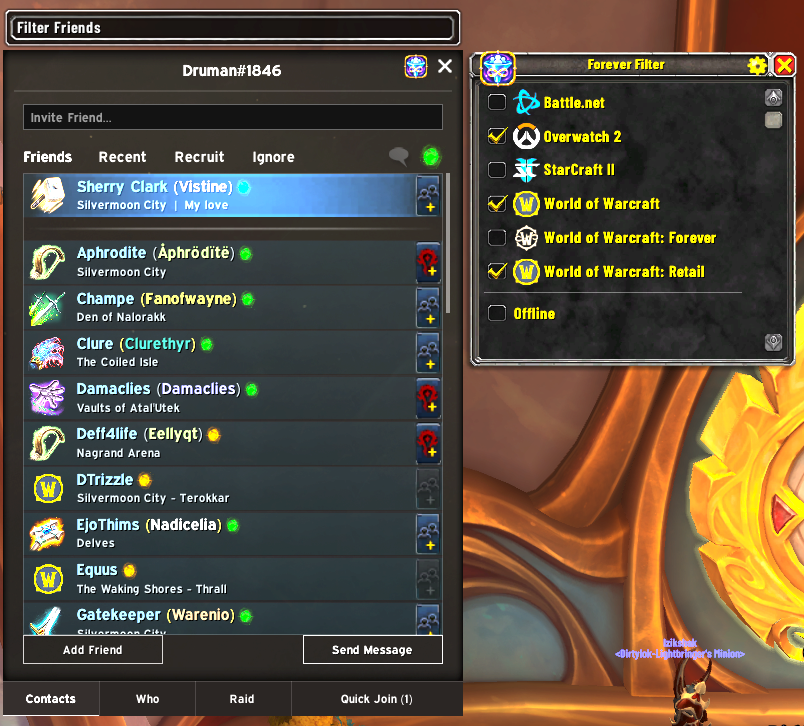 Filter Friends
Druman#1846
Invite Friend...
Friends Recent Recruit Ignore
Sherry Clark (Vistine)
Silvermoon City | My love
Aphrodite (Åphrödïtë)
Silvermoon City
Champe (Fanofwayne)
Den of Nalorakk
Clure (Clurethyr)
The Coiled Isle
Damaclies (Damaclies)
Vaults of Atal'Utek
Deff4life (Eellyqt)
Nagrand Arena
DTrizzle
Silvermoon City - Terokkar
EjoThims (Nadicelia)
Delves
Equus
The Waking Shores - Thrall
Gatekeeper (Warenio)
Silvermoon City
Add Friend
Send Message
Contacts Who Raid Quick Join (1)
Forever Filter
Battle.net
Overwatch 2
StarCraft II
World of Warcraft
World of Warcraft: Forever
World of Warcraft: Retail
Offline
Izikshak
<Dirtylok-Lightbringer's Minion>